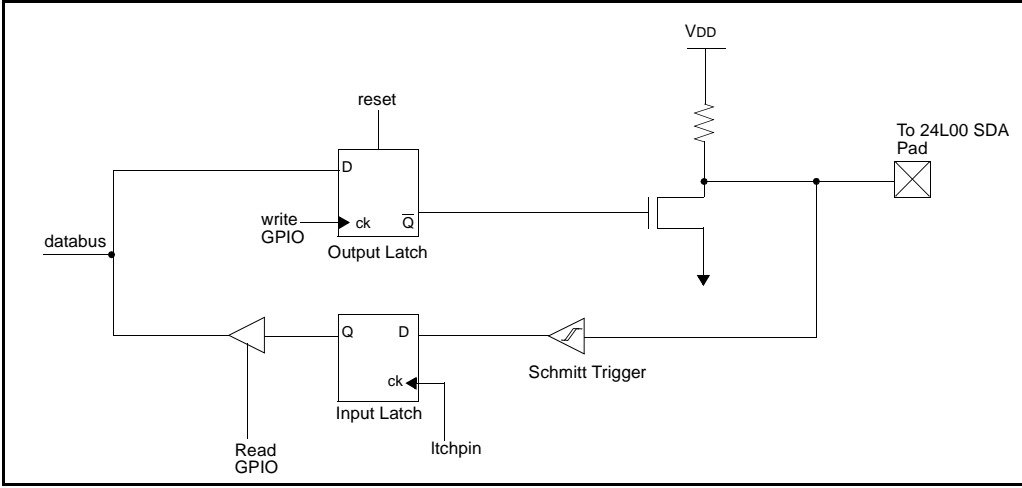 VDD
reset
To 24L00 SDA
Pad
D
write
GPIO
ck
Q
databus
Output Latch
Q
D
ck
Schmitt Trigger
Input Latch
Read
GPIO
ltchpin